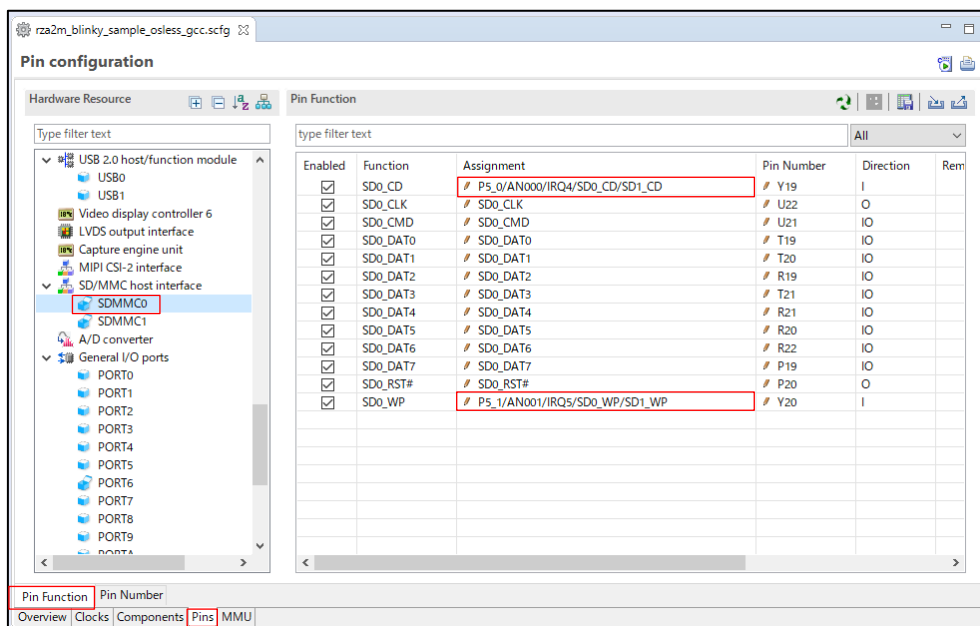 rza2m_blinky_sample_osless_gcc.scfg
Pin configuration
Hardware Resource
Type filter text
USB 2.0 host/function module
USB0
USB1
Video display controller 6
LVDS output interface
Capture engine unit
MIPI CSI-2 interface
SD/MMC host interface
SDMMC0
SDMMC1
A/D converter
General I/O ports
PORT0
PORT1
PORT2
PORT3
PORT4
PORT5
PORT6
PORT7
PORT8
PORT9
PORTA
Pin Function
type filter text All
Enabled Function Assignment Pin Number Direction Rem
SD0_CD P5_0/AN000/IRQ4/SD0_CD/SD1_CD Y19 I
SD0_CLK SD0_CLK U22 O
SD0_CMD SD0_CMD U21 IO
SD0_DAT0 SD0_DAT0 T19 IO
SD0_DAT1 SD0_DAT1 T20 IO
SD0_DAT2 SD0_DAT2 R19 IO
SD0_DAT3 SD0_DAT3 T21 IO
SD0_DAT4 SD0_DAT4 R21 IO
SD0_DAT5 SD0_DAT5 R20 IO
SD0_DAT6 SD0_DAT6 R22 IO
SD0_DAT7 SD0_DAT7 P19 IO
SD0_RST# SD0_RST# P20 O
SD0_WP P5_1/AN001/IRQ5/SD0_WP/SD1_WP Y20 I
Pin Function Pin Number
Overview Clocks Components Pins MMU